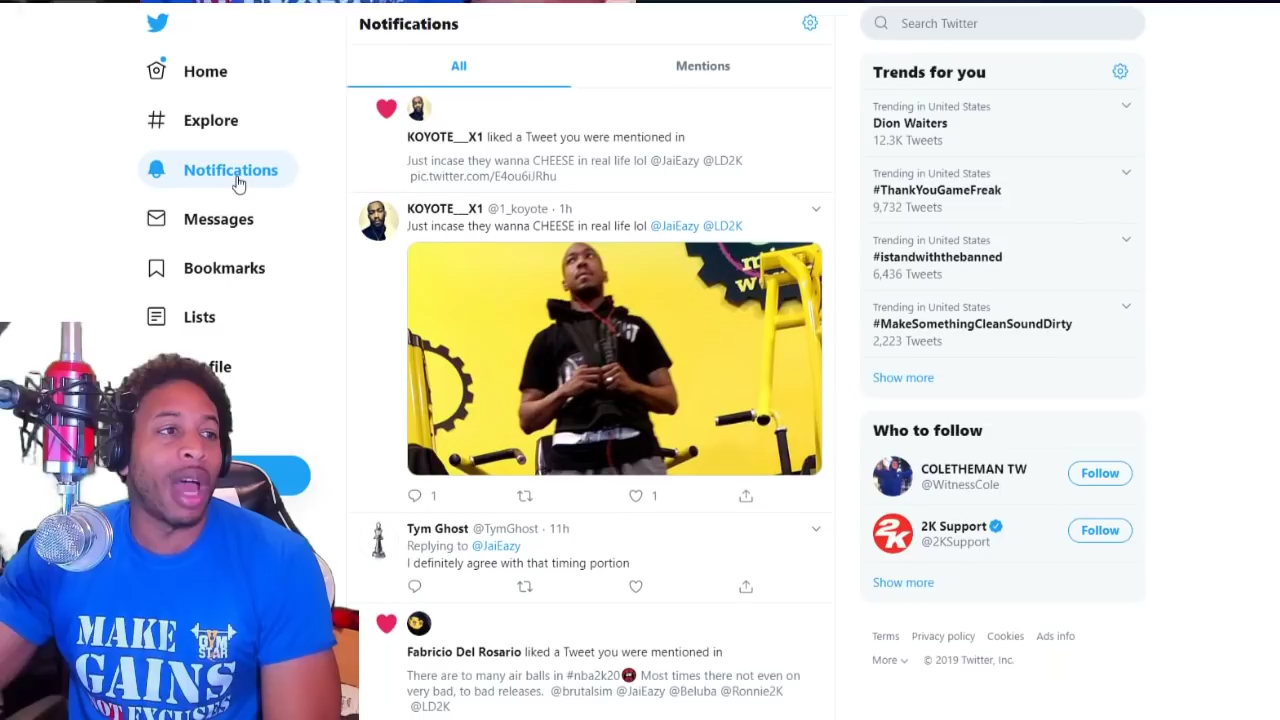 Home
Explore
Notifications
Messages
Bookmarks
Lists
file
MAKE
GAINS
NOT EXCUSES
GYM
STAR
Notifications
All
Mentions
KOYOTE__X1 liked a Tweet you were mentioned in
Just incase they wanna CHEESE in real life lol @JaiEazy @LD2K
pic.twitter.com/E4ou6iJRhu
KOYOTE__X1 @1_koyote · 1h
Just incase they wanna CHEESE in real life lol @JaiEazy @LD2K
1
1
Tym Ghost @TymGhost · 11h
Replying to @JaiEazy
I definitely agree with that timing portion
Fabricio Del Rosario liked a Tweet you were mentioned in
There are to many air balls in #nba2k20 Most times there not even on
very bad, to bad releases. @brutalsim @JaiEazy @Beluba @Ronnie2K
@LD2K
Search Twitter
Trends for you
Trending in United States
Dion Waiters
12.3K Tweets
Trending in United States
#ThankYouGameFreak
9,732 Tweets
Trending in United States
#istandwiththebanned
6,436 Tweets
Trending in United States
#MakeSomethingCleanSoundDirty
2,223 Tweets
Show more
Who to follow
COLETHEMAN TW
@WitnessCole
Follow
2K
2K Support
@2KSupport
Follow
Show more
Terms Privacy policy Cookies Ads info
More © 2019 Twitter, Inc.